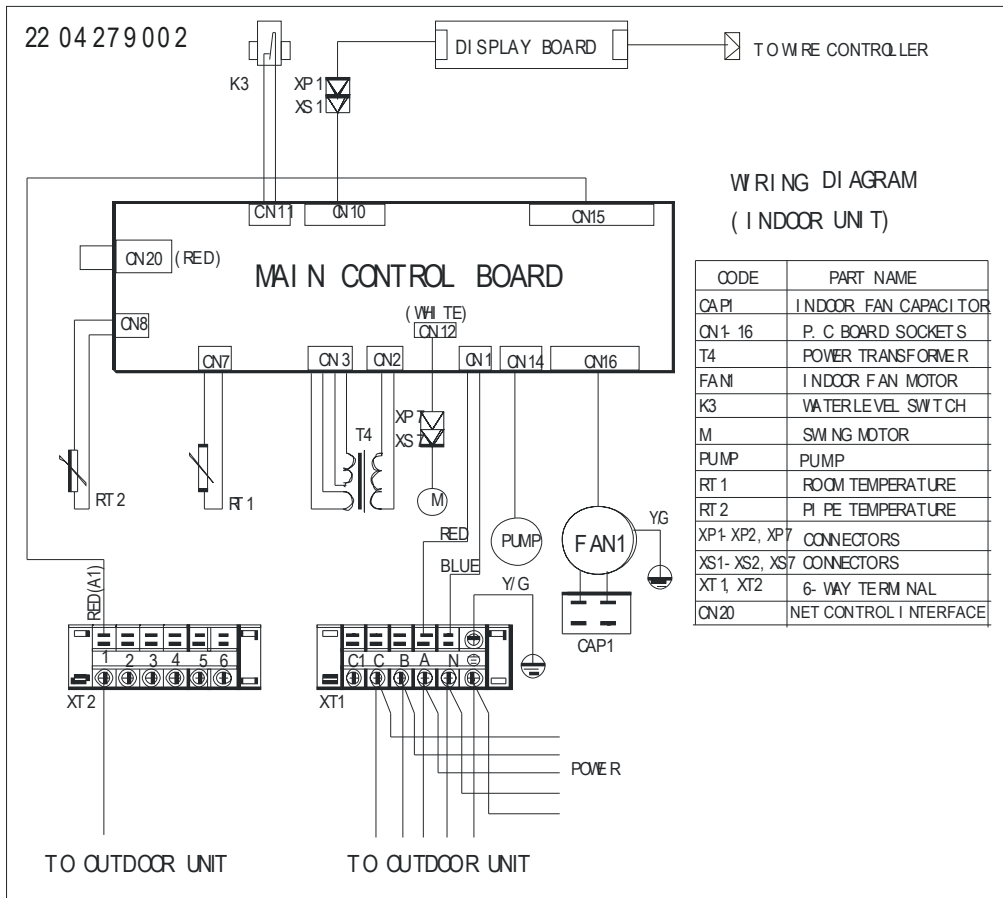 22 04279002
DISPLAY BOARD
TO WIRE CONTROLLER
K3
XP1
XS1
WIRING DIAGRAM
(INDOOR UNIT)
CN11
CN10
CN15
CN20 (RED)
MAIN CONTROL BOARD
(WHITE)
CN12
CN8
CN7
CN3
CN2
CN1
CN14
CN16
CODE PART NAME
CAP1 INDOOR FAN CAPACITOR
CN1-16 P.C BOARD SOCKETS
T4 POWER TRANSFORMER
FAN1 INDOOR FAN MOTOR
K3 WATER LEVEL SWITCH
M SWING MOTOR
PUMP PUMP
RT1 ROOM TEMPERATURE
RT2 PIPE TEMPERATURE
XP1-XP2, XP7 CONNECTORS
XS1-XS2, XS7 CONNECTORS
XT1, XT2 6-WAY TERMINAL
CN20 NET CONTROL INTERFACE
XP7
XS7
T4
RT2
RT1
M
RED
PUMP
FAN1
Y/G
BLUE
Y/G
RED(A1)
CAP1
1 2 3 4 5 6
C1 C B A N
XT2
XT1
POWER
TO OUTDOOR UNIT
TO OUTDOOR UNIT